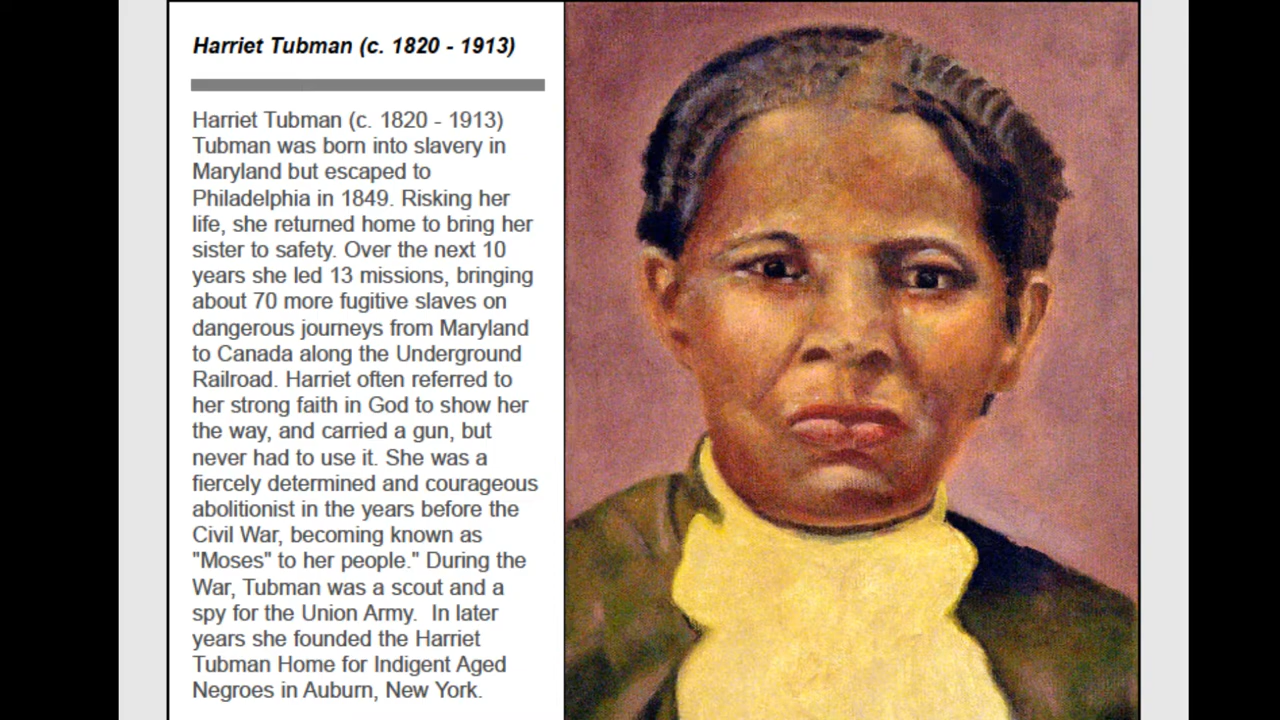 Harriet Tubman (c. 1820 - 1913)
Harriet Tubman (c. 1820 - 1913)
Tubman was born into slavery in
Maryland but escaped to
Philadelphia in 1849. Risking her
life, she returned home to bring her
sister to safety. Over the next 10
years she led 13 missions, bringing
about 70 more fugitive slaves on
dangerous journeys from Maryland
to Canada along the Underground
Railroad. Harriet often referred to
her strong faith in God to show her
the way, and carried a gun, but
never had to use it. She was a
fiercely determined and courageous
abolitionist in the years before the
Civil War, becoming known as
"Moses" to her people." During the
War, Tubman was a scout and a
spy for the Union Army.  In later
years she founded the Harriet
Tubman Home for Indigent Aged
Negroes in Auburn, New York.